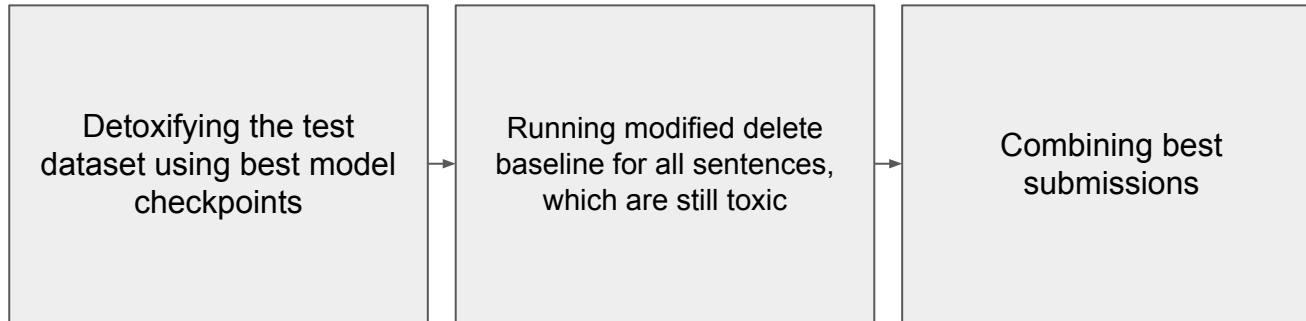 Detoxifying the test
dataset using best model
checkpoints
Running modified delete
baseline for all sentences,
which are still toxic
Combining best
submissions